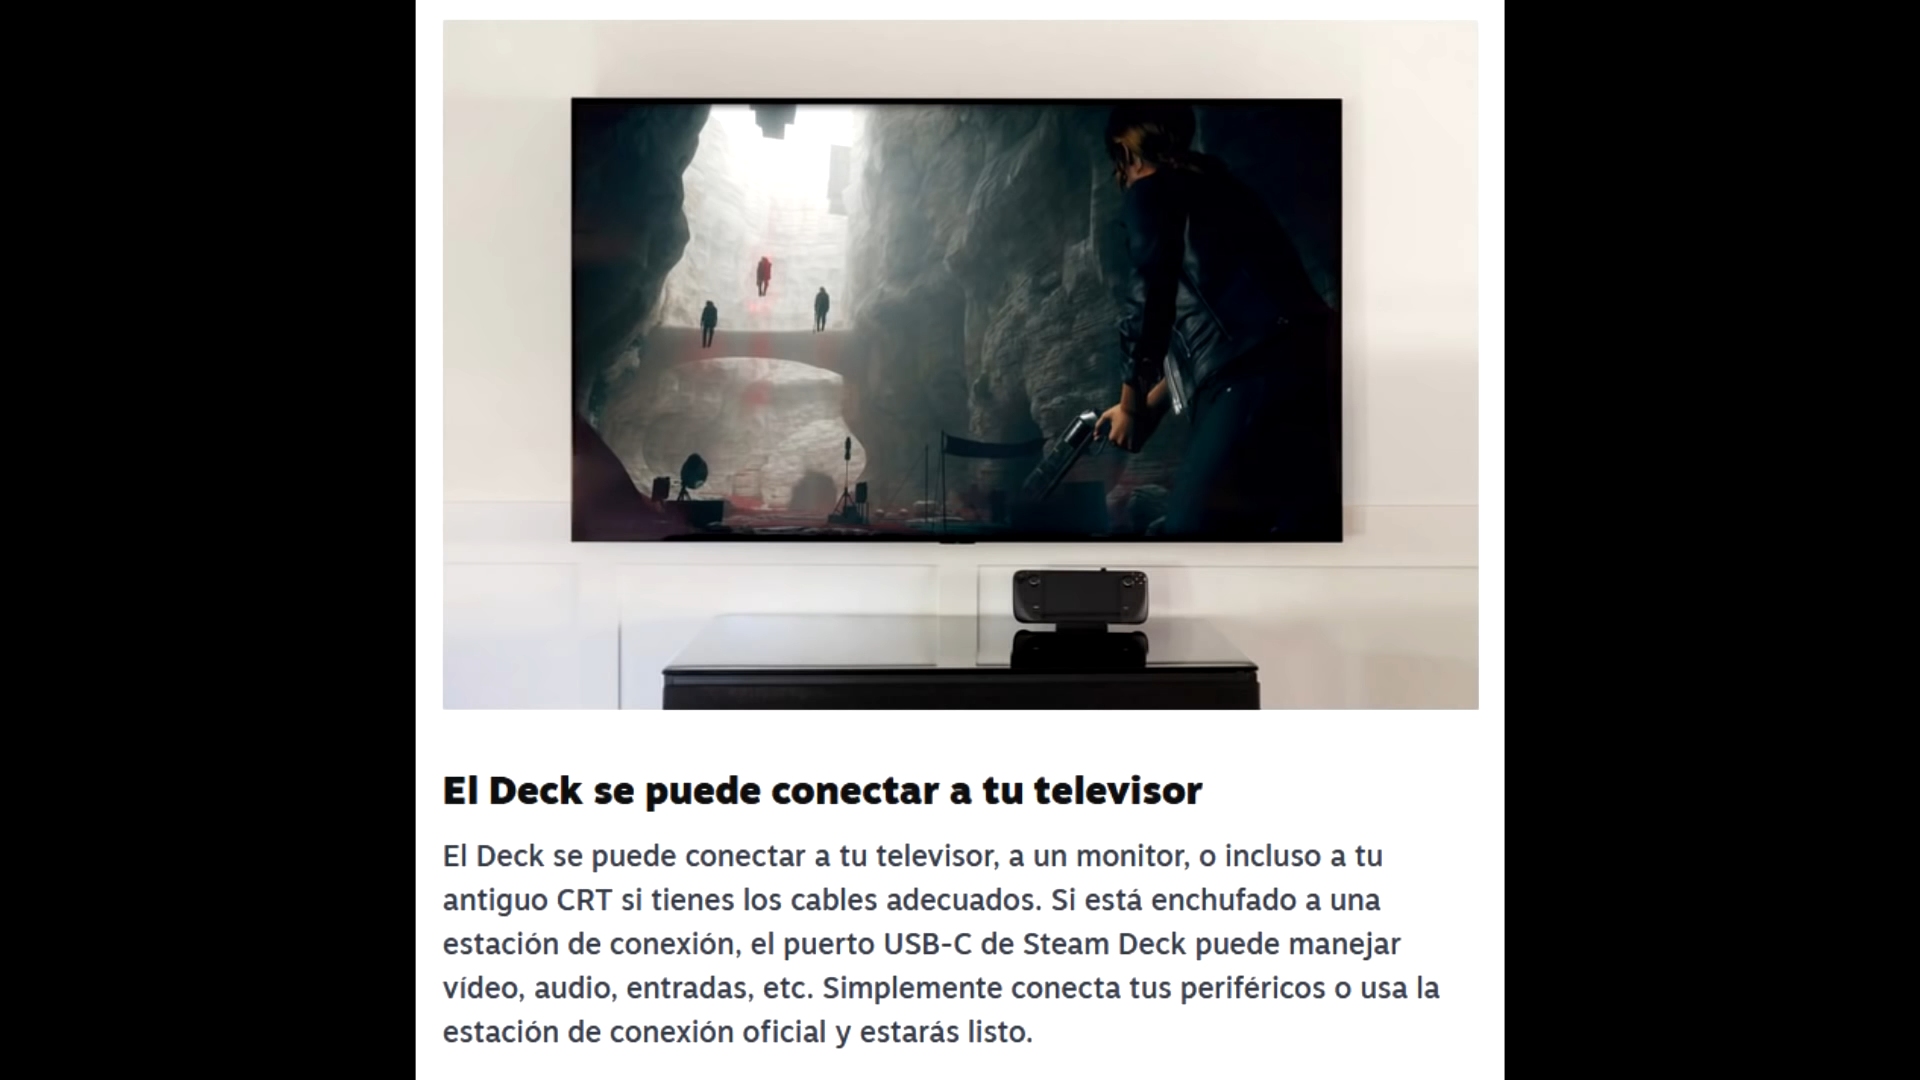 El Deck se puede conectar a tu televisor
El Deck se puede conectar a tu televisor, a un monitor, o incluso a tu
antiguo CRT si tienes los cables adecuados. Si está enchufado a una
estación de conexión, el puerto USB-C de Steam Deck puede manejar
vídeo, audio, entradas, etc. Simplemente conecta tus periféricos o usa la
estación de conexión oficial y estarás listo.